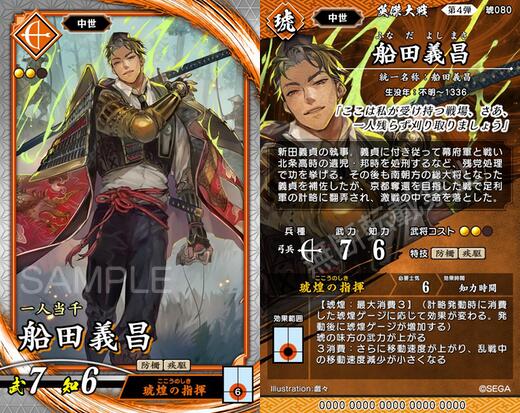 中世
SAMPLE
一人当千
船田義昌
防柵
疾駆
武7 知6
こうこうのしき
琥煌の指揮
6
琥
中世
英傑大戦
第4弾
琥080
ふなだよしまさ
船田義昌
統一名称:船田義昌
生没年:不明~1336
「ここは私が受け持つ戦場、さあ、
一人残らず刈り取りましょう」
新田義貞の執事。義貞に付き従って幕府軍と戦い
北条高時の遺児・邦時を処刑するなど、残党処理
で功を挙げる。その後も南朝方の総大将となった
義貞を補佐したが、京都奪還を目指した戦で足利
軍の計略に翻弄され、激戦の中で命を落とした。
兵種 武力 知力 武将コスト
弓兵 7 6 特技 防柵 疾駆
こうこうのしき 必要士気 効果時間
琥煌の指揮 6 知力時間
効果範囲
【琥煌:最大消費3】(計略発動時に消費
した琥煌ゲージに応じて効果が変わる。発
動後に琥煌ゲージが増加する)
琥の味方の武力が上がる
3消費:さらに移動速度が上がり、乱戦中
の移動速度減少が小さくなる
Illustration:戯々
©SEGA
0000 0000 0000 0000 0000